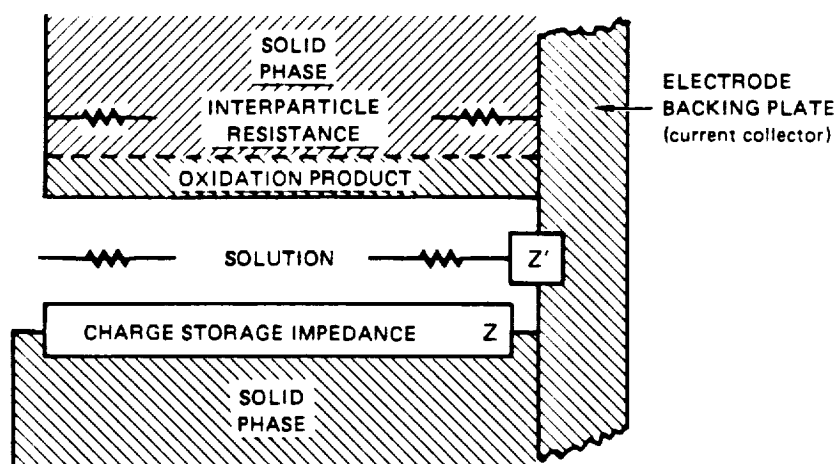 SOLID
PHASE
INTERPARTICLE
RESISTANCE
OXIDATION PRODUCT
ELECTRODE
BACKING PLATE
(current collector)
SOLUTION
Z'
CHARGE STORAGE IMPEDANCE Z
SOLID
PHASE